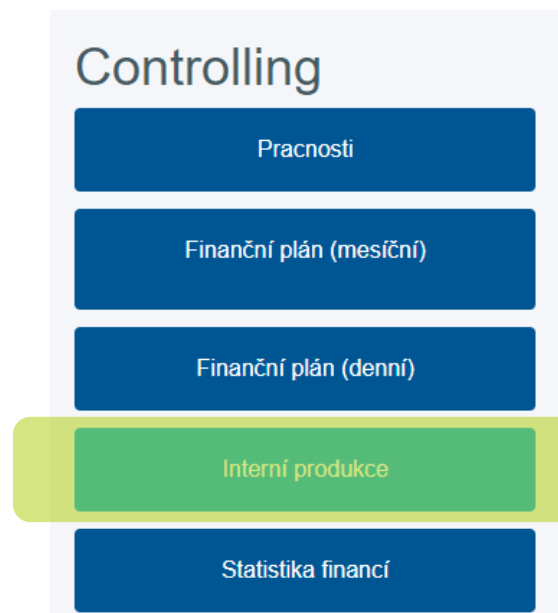 Controlling
Pracnosti
Finanční plán (mesíční)
Finanční plán (denní)
Interní produkce
Statistika financí